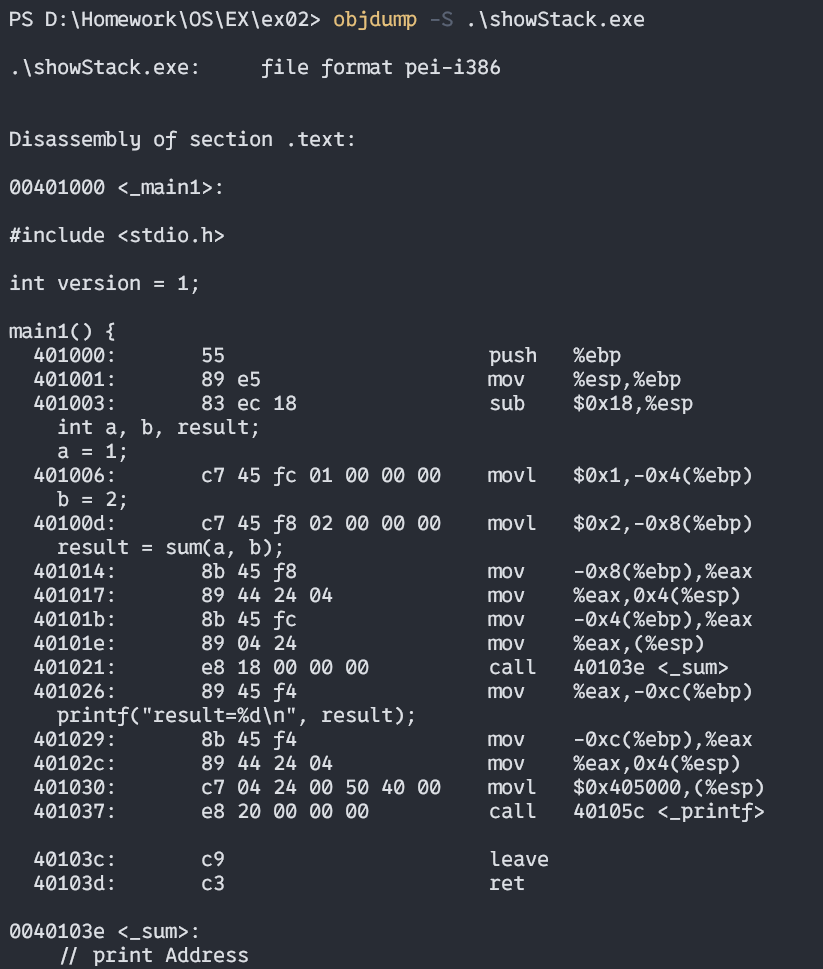 PS D:\Homework\OS\EX\ex02> objdump -S .\showStack.exe

.\showStack.exe:     file format pei-i386


Disassembly of section .text:

00401000 <_main1>:

#include <stdio.h>

int version = 1;

main1() {
  401000:       55                      push   %ebp
  401001:       89 e5                   mov    %esp,%ebp
  401003:       83 ec 18                sub    $0x18,%esp
    int a, b, result;
    a = 1;
  401006:       c7 45 fc 01 00 00 00    movl   $0x1,-0x4(%ebp)
    b = 2;
  40100d:       c7 45 f8 02 00 00 00    movl   $0x2,-0x8(%ebp)
    result = sum(a, b);
  401014:       8b 45 f8                mov    -0x8(%ebp),%eax
  401017:       89 44 24 04             mov    %eax,0x4(%esp)
  40101b:       8b 45 fc                mov    -0x4(%ebp),%eax
  40101e:       89 04 24                mov    %eax,(%esp)
  401021:       e8 18 00 00 00          call   40103e <_sum>
  401026:       89 45 f4                mov    %eax,-0xc(%ebp)
    printf("result=%d\n", result);
  401029:       8b 45 f4                mov    -0xc(%ebp),%eax
  40102c:       89 44 24 04             mov    %eax,0x4(%esp)
  401030:       c7 04 24 00 50 40 00    movl   $0x405000,(%esp)
  401037:       e8 20 00 00 00          call   40105c <_printf>

  40103c:       c9                      leave
  40103d:       c3                      ret

0040103e <_sum>:
    // print Address